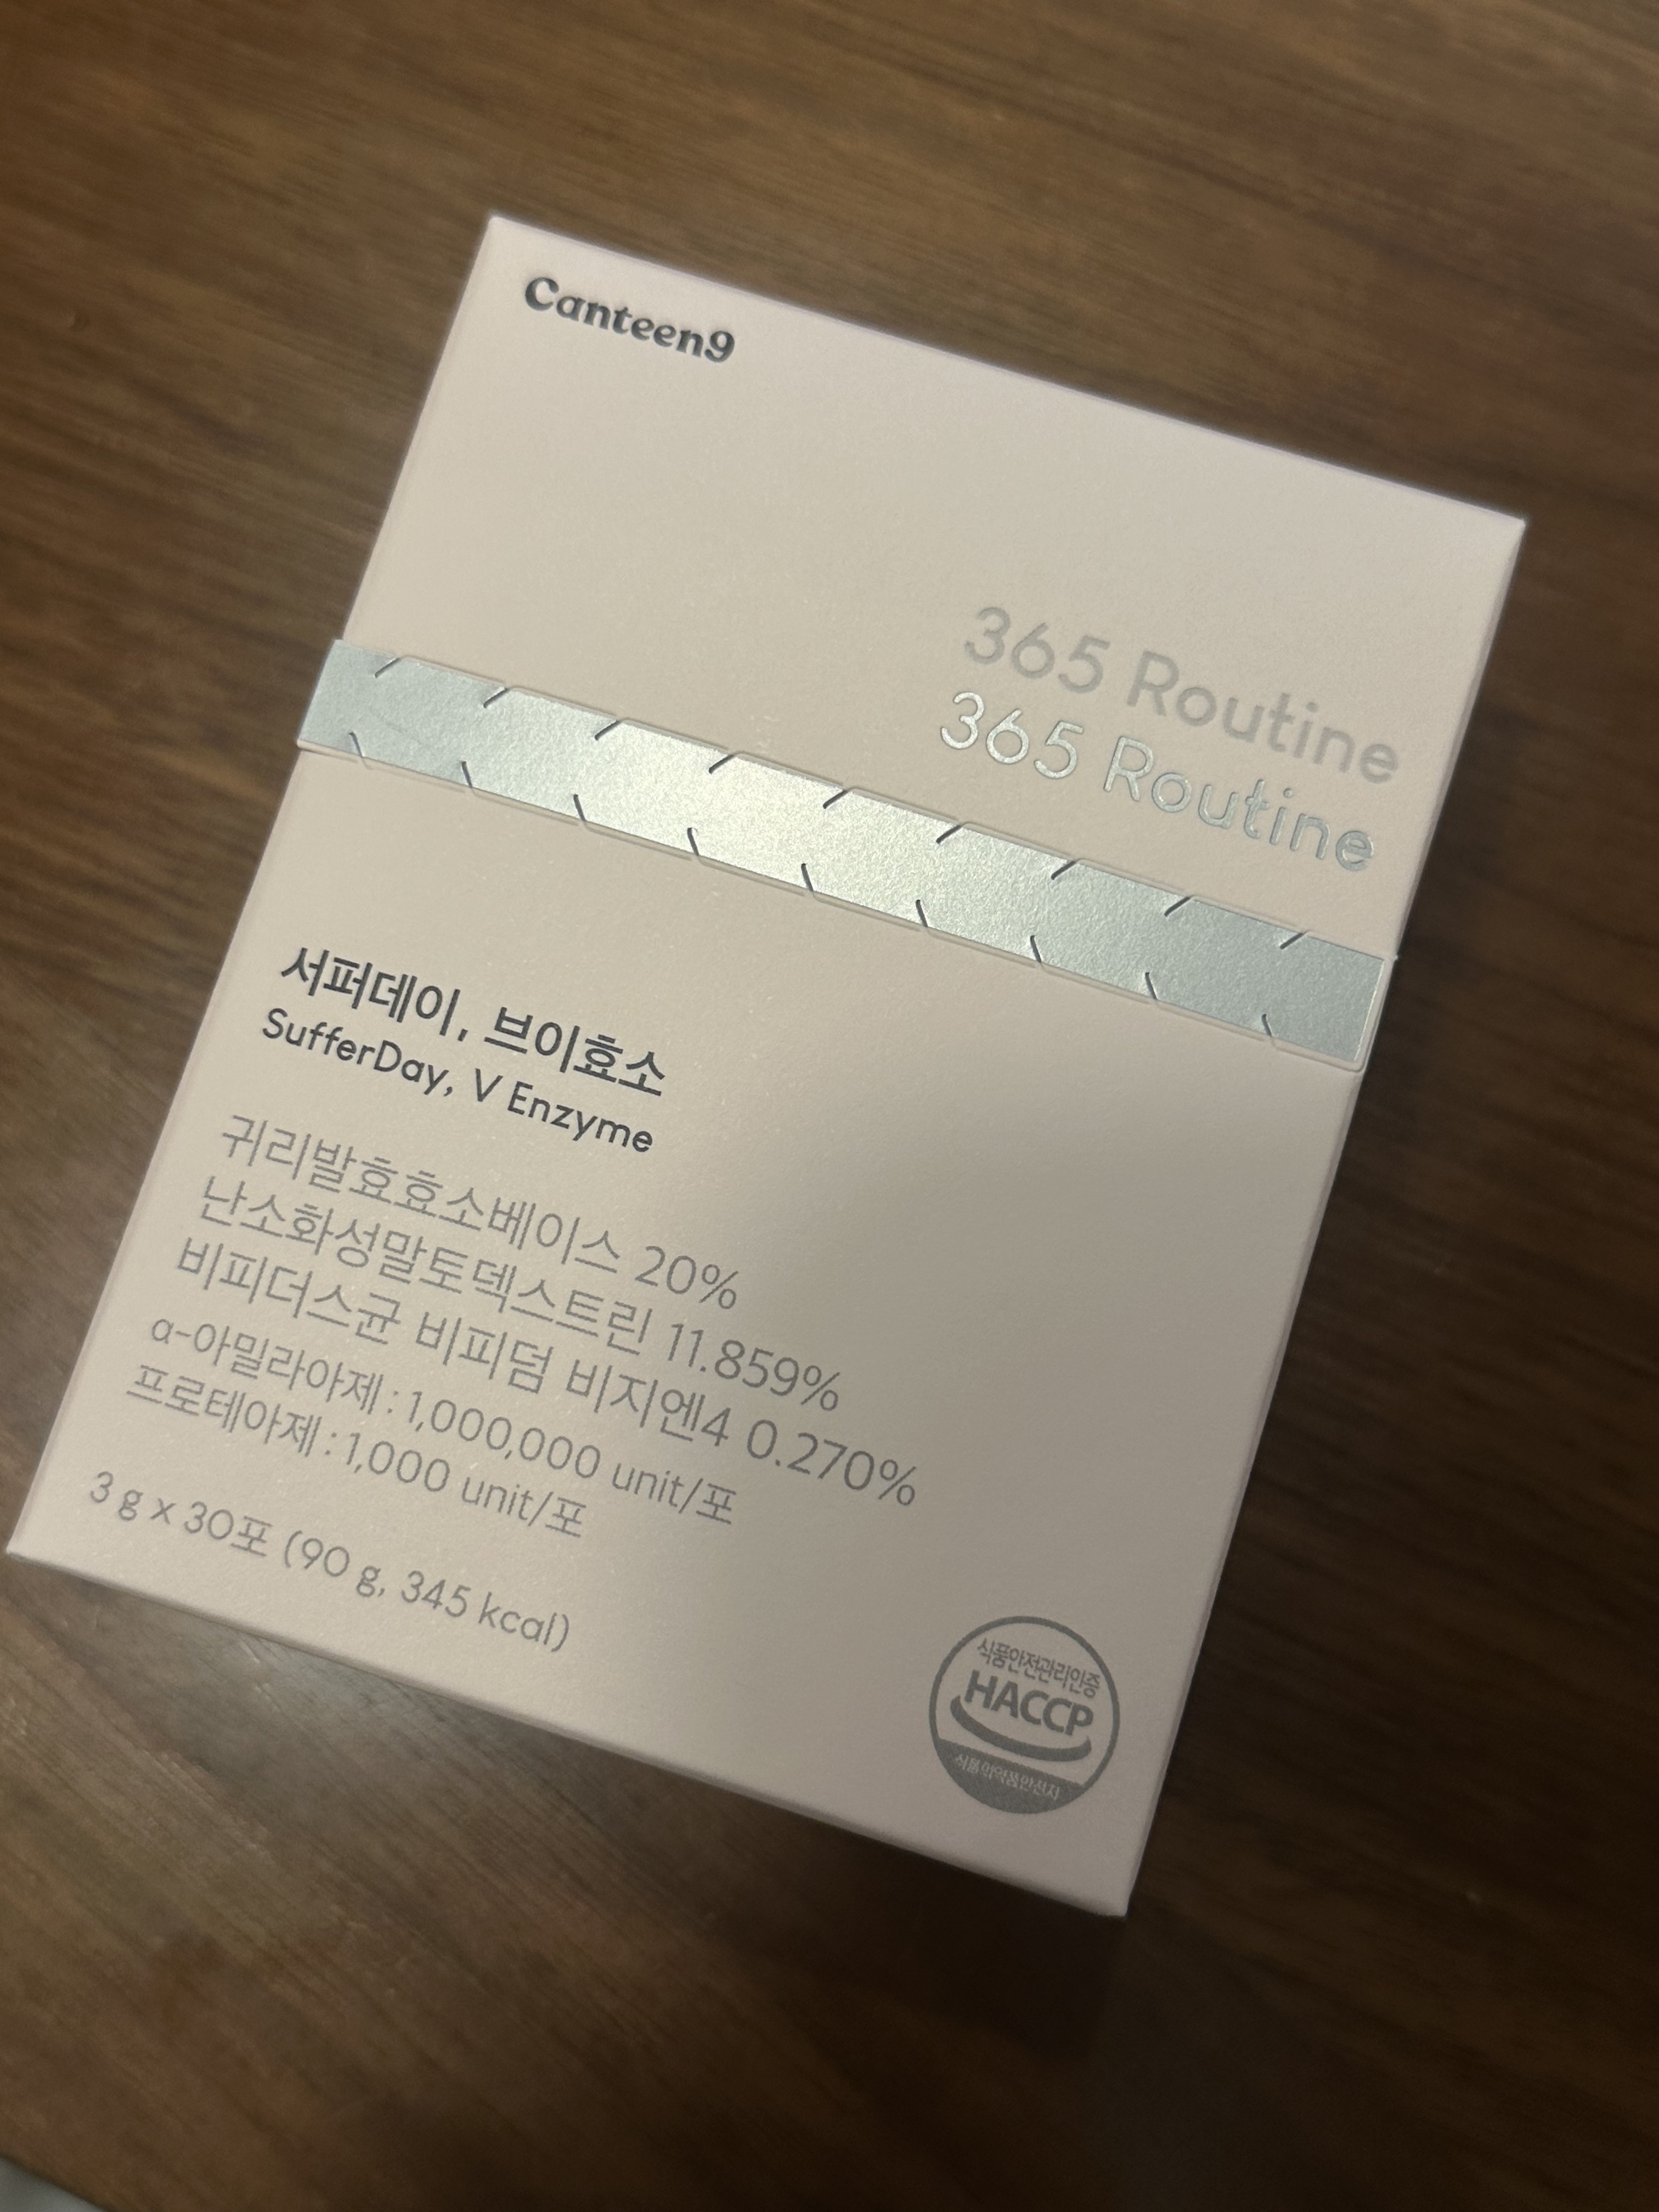 Canteen9
365 Routine
365 Routine
서퍼데이, 브이효소
SufferDay, V Enzyme
귀리발효효소베이스 20%
난소화성말토덱스트린 11.859%
비피더스균 비피덤 비지엔4 0.270%
α-아밀라아제 : 1,000,000 unit/포
프로테아제 : 1,000 unit/포
3 g x 30포 (90 g, 345 kcal)
식품안전관리인증
HACCP